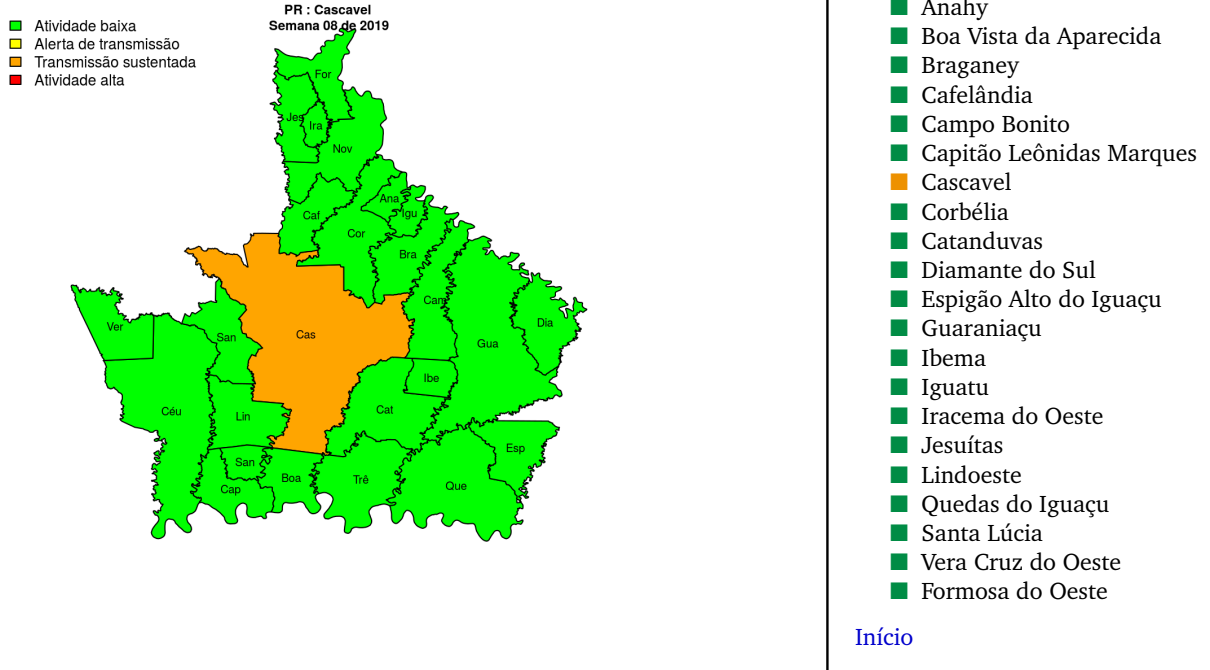 PR : Cascavel
Semana 08 de 2019
Atividade baixa
Alerta de transmissão
Transmissão sustentada
Atividade alta
For
Jes
Ira
Nov
Ana
Igu
Caf
Cor
Bra
Cam
Ver
San
Cas
Gua
Dia
Ibe
Céu
Lin
Cat
San
Cap
Boa
Trê
Que
Esp
Anahy
Boa Vista da Aparecida
Braganey
Cafelândia
Campo Bonito
Capitão Leônidas Marques
Cascavel
Corbélia
Catanduvas
Diamante do Sul
Espigão Alto do Iguaçu
Guaraniaçu
Ibema
Iguatu
Iracema do Oeste
Jesuítas
Lindoeste
Quedas do Iguaçu
Santa Lúcia
Vera Cruz do Oeste
Formosa do Oeste
Início